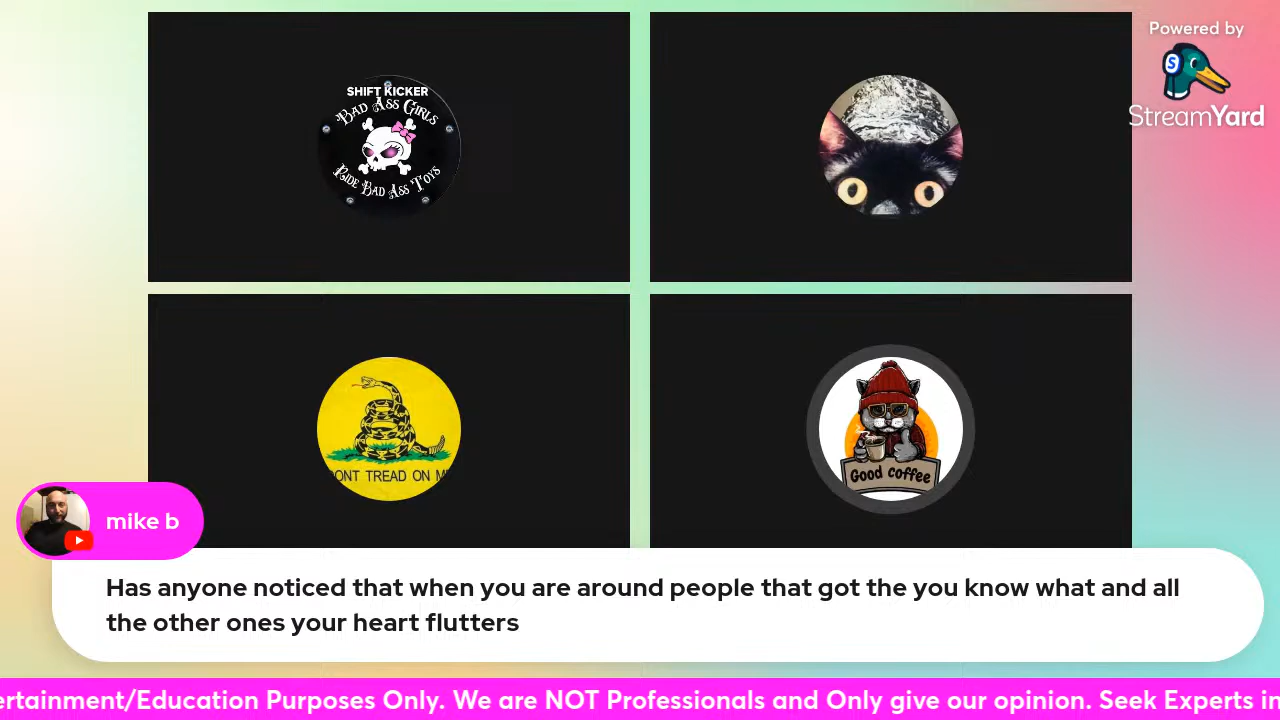 Powered by
StreamYard
SHIFT KICKER
BAD ASS GIRLS
RIDE BAD ASS TOYS
DONT TREAD ON M
Good coffee
mike b
Has anyone noticed that when you are around people that got the you know what and all
the other ones your heart flutters
ertainment/Education Purposes Only. We are NOT Professionals and Only give our opinion. Seek Experts in